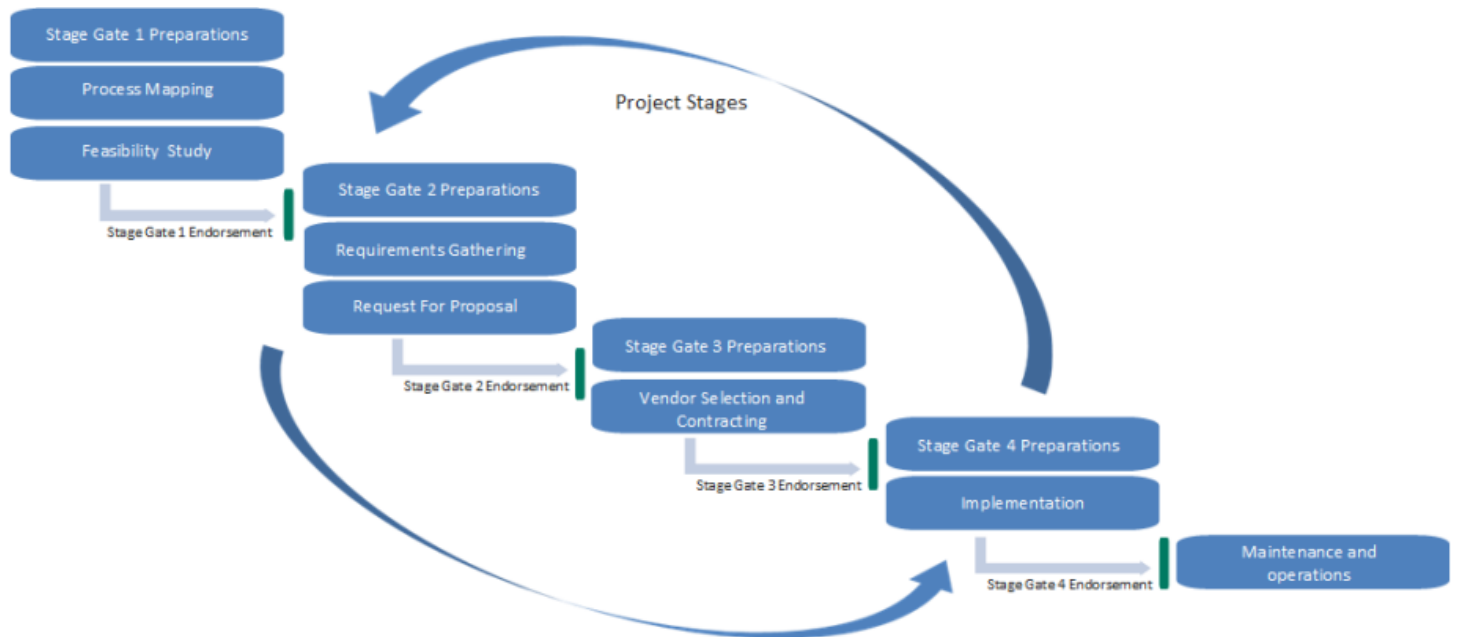 Stage Gate 1 Preparations
Process Mapping
Feasibility Study
Stage Gate 1 Endorsement
Project Stages
Stage Gate 2 Preparations
Requirements Gathering
Request For Proposal
Stage Gate 2 Endorsement
Stage Gate 3 Preparations
Vendor Selection and
Contracting
Stage Gate 3 Endorsement
Stage Gate 4 Preparations
Implementation
Stage Gate 4 Endorsement
Maintenance and
operations